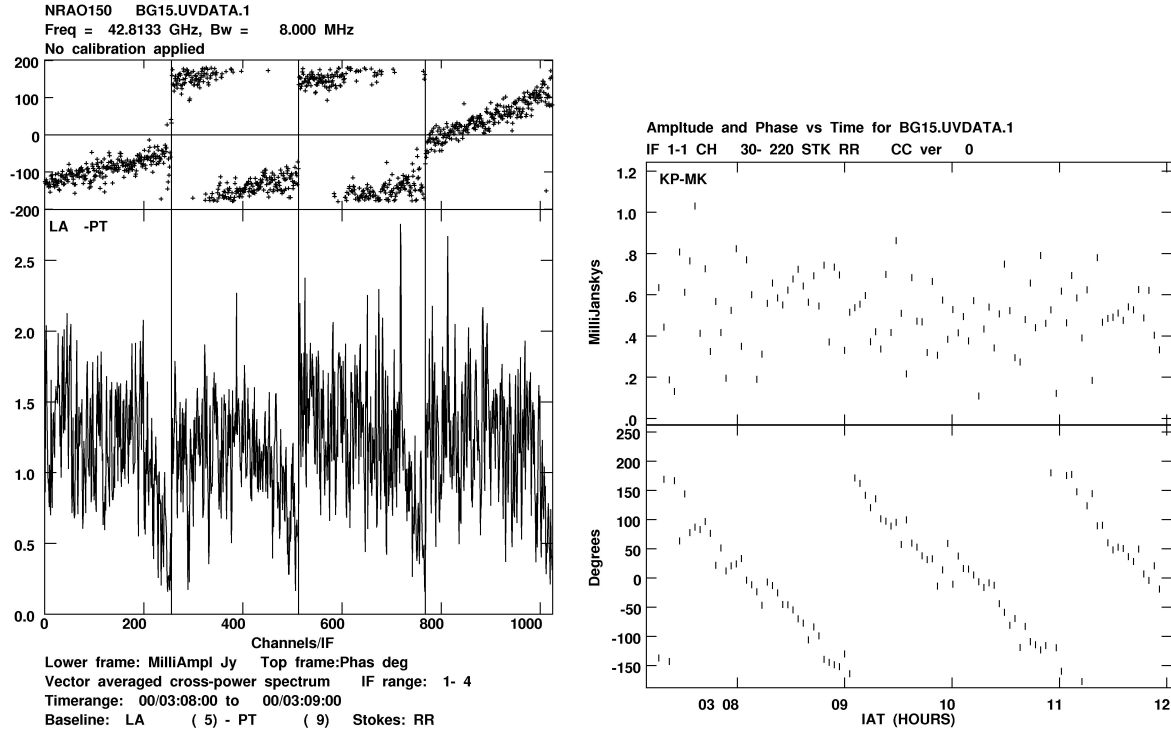 NRAO150 BG15.UVDATA.1
Freq = 42.8133 GHz, Bw = 8.000 MHz
No calibration applied
200
100
0
-100
-200
LA -PT
2.5
2.0
1.5
1.0
0.5
0.0
0 200 400 600 800 1000
Channels/IF
Lower frame: MilliAmpl Jy Top frame:Phas deg
Vector averaged cross-power spectrum IF range: 1- 4
Timerange: 00/03:08:00 to 00/03:09:00
Baseline: LA ( 5) - PT ( 9) Stokes: RR
Ampltude and Phase vs Time for BG15.UVDATA.1
IF 1-1 CH 30- 220 STK RR CC ver 0
KP-MK
1.2
1.0
.8
.6
.4
.2
.0
MilliJanskys
250
200
150
100
50
0
-50
-100
-150
Degrees
03 08 09 10 11 12
IAT (HOURS)